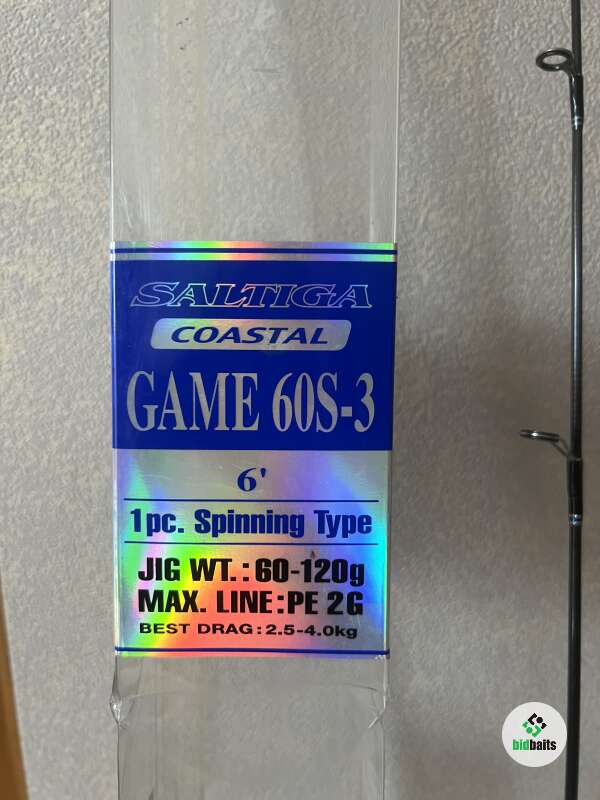 SALTIGA
COASTAL
GAME 60S-3
6'
1pc. Spinning Type
JIG WT.:60-120g
MAX. LINE:PE 2G
BEST DRAG:2.5-4.0kg
bidbaits